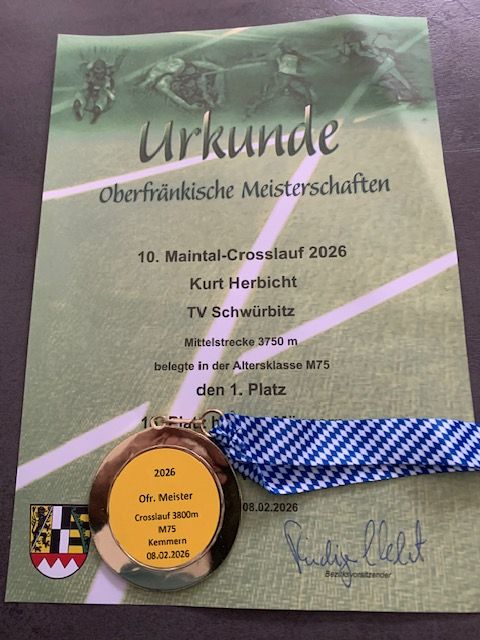 Urkunde
Oberfränkische Meisterschaften
10. Maintal-Crosslauf 2026
Kurt Herbicht
TV Schwürbitz
Mittelstrecke 3750 m
belegte in der Altersklasse M75
den 1. Platz
2026
Ofr. Meister
Crosslauf 3800m
M75
Kemmern
08.02.2026
08.02.2026
Bezirksvorsitzender